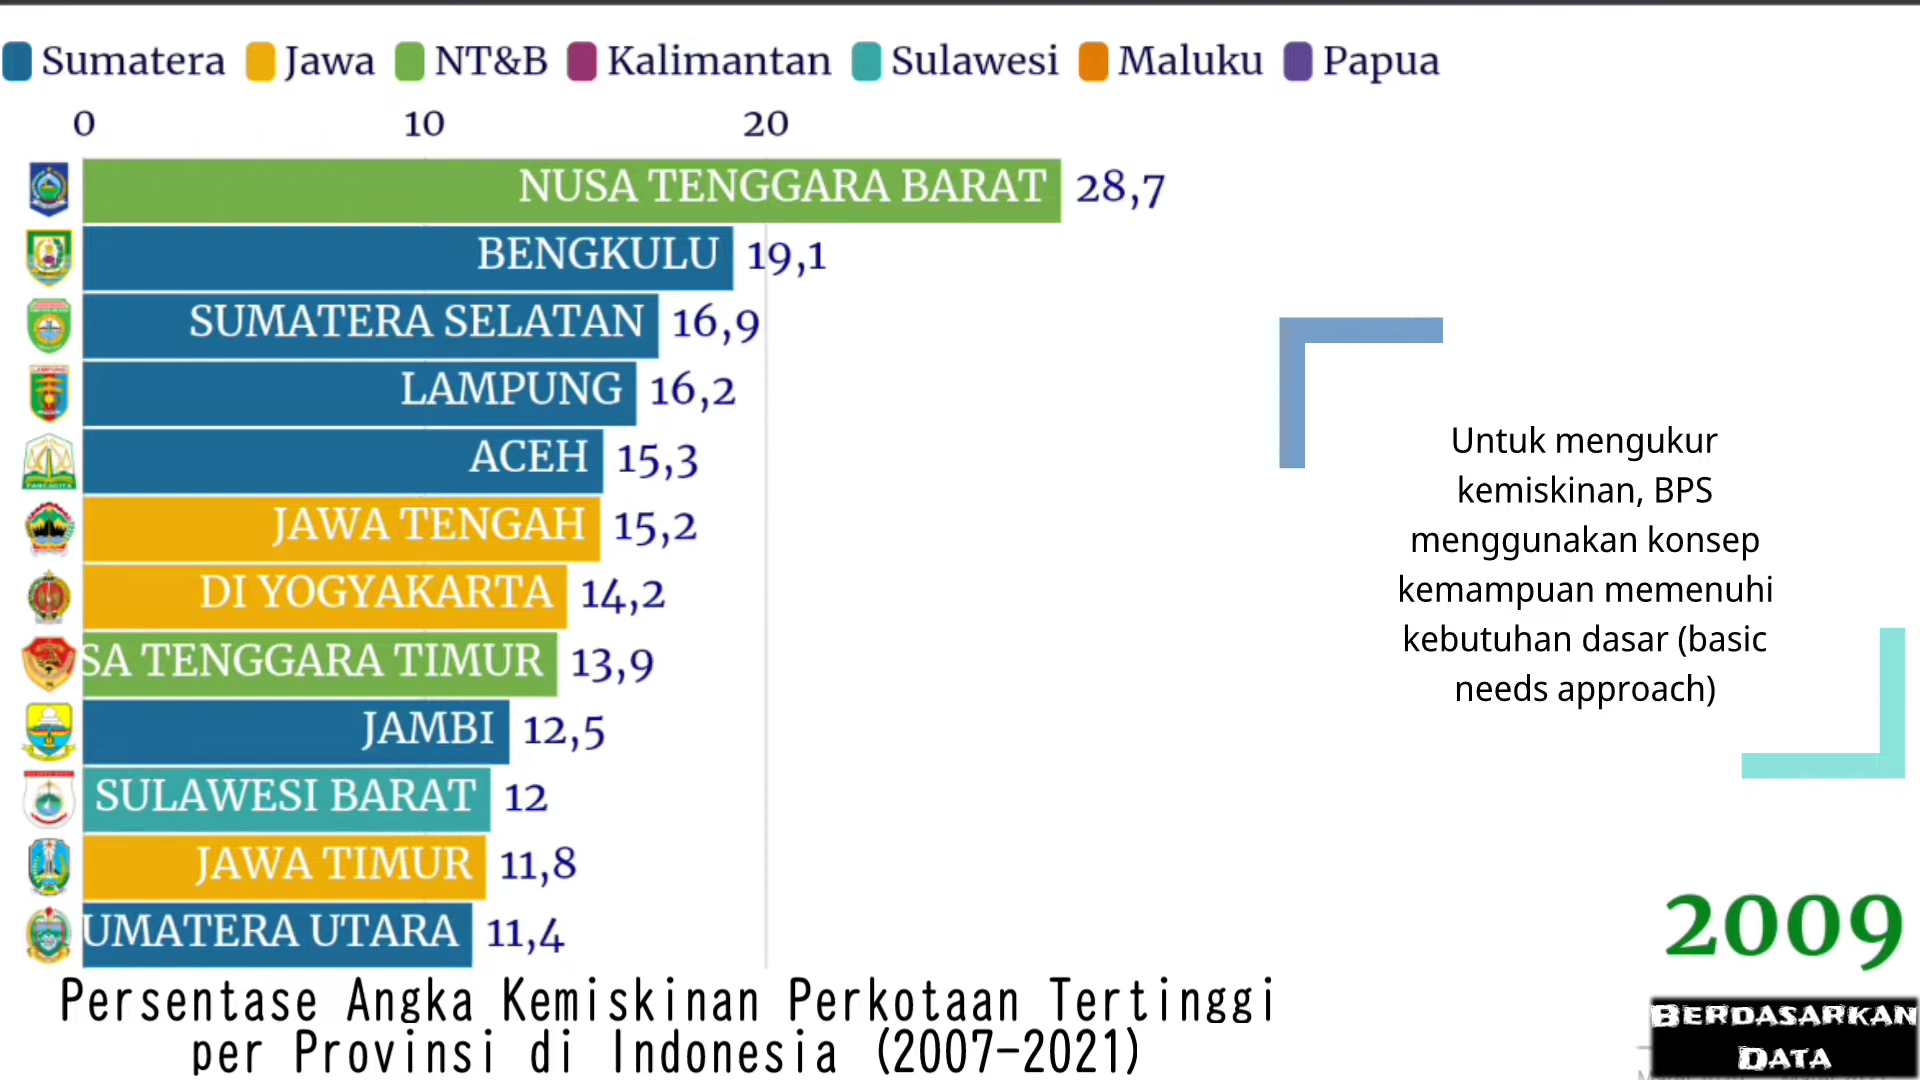 Sumatera Jawa NT&B Kalimantan Sulawesi Maluku Papua
0 10 20
NUSA TENGGARA BARAT 28,7
BENGKULU 19,1
SUMATERA SELATAN 16,9
LAMPUNG 16,2
ACEH 15,3
JAWA TENGAH 15,2
DI YOGYAKARTA 14,2
SA TENGGARA TIMUR 13,9
JAMBI 12,5
SULAWESI BARAT 12
JAWA TIMUR 11,8
UMATERA UTARA 11,4
Untuk mengukur
kemiskinan, BPS
menggunakan konsep
kemampuan memenuhi
kebutuhan dasar (basic
needs approach)
2009
Persentase Angka Kemiskinan Perkotaan Tertinggi
per Provinsi di Indonesia (2007-2021)
BERDASARKAN
DATA